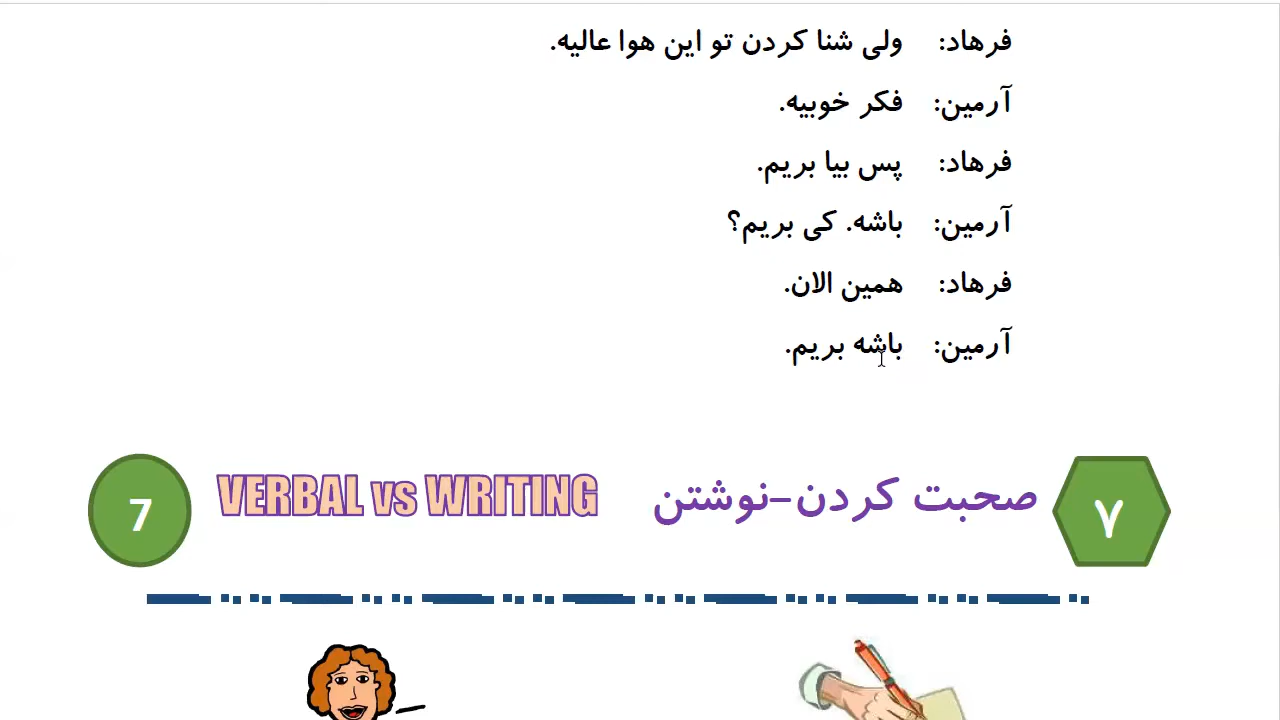 فرهاد: ولی شنا کردن تو این هوا عالیه.
آرمین: فکر خوبیه.
فرهاد: پس بیا بریم.
آرمین: باشه. کی بریم؟
فرهاد: همین الان.
آرمین: باشه بریم.
۷ صحبت کردن-نوشتن VERBAL vs WRITING 7